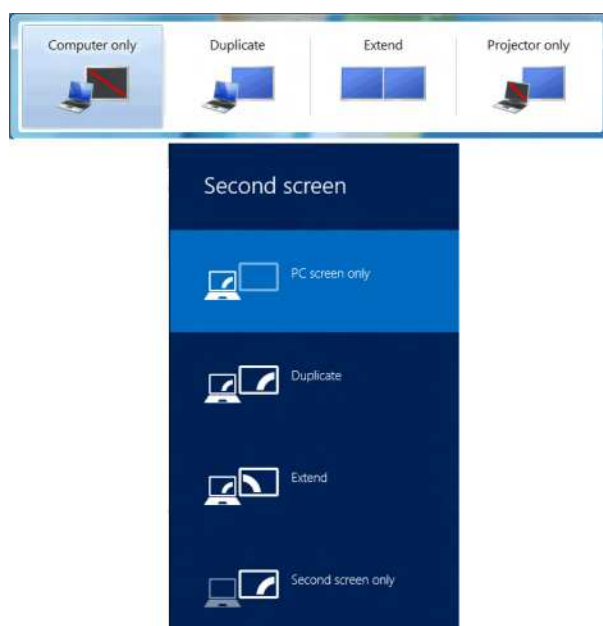 Computer only
Duplicate
Extend
Projector only
Second screen
PC screen only
Duplicate
Extend
Second screen only